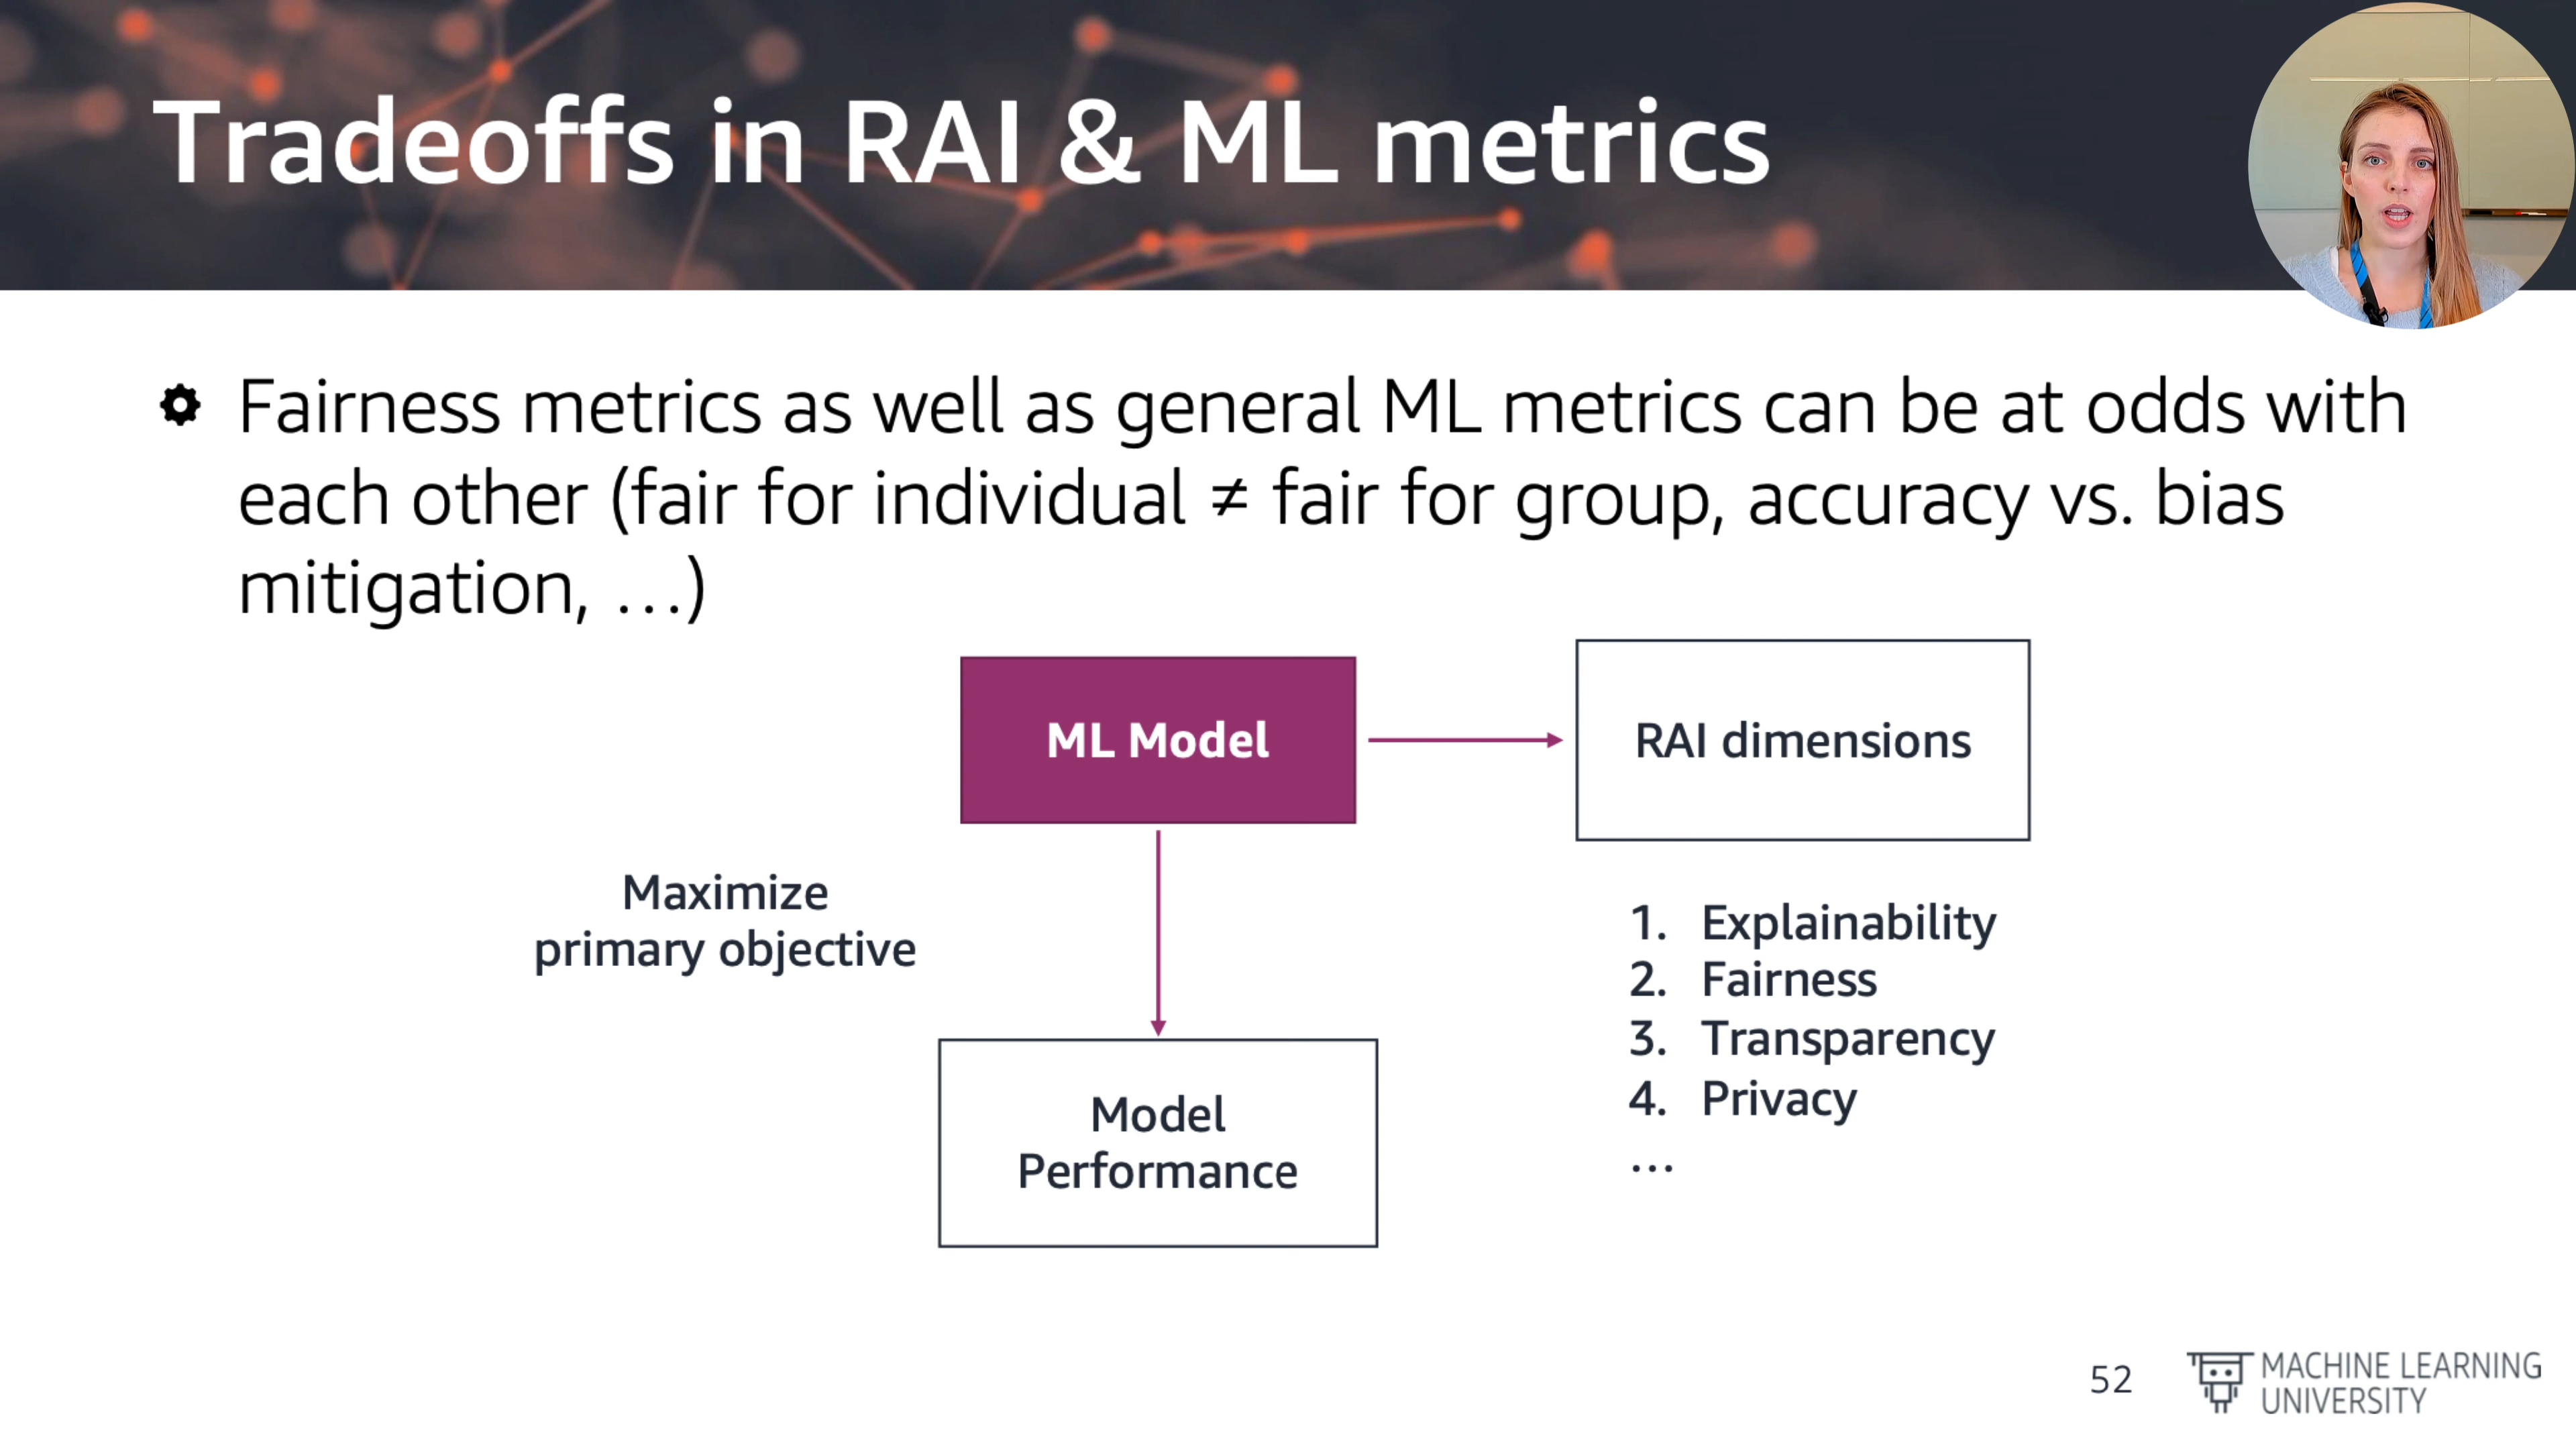 Tradeoffs in RAI & ML metrics
Fairness metrics as well as general ML metrics can be at odds with
each other (fair for individual ≠ fair for group, accuracy vs. bias
mitigation, ...)
ML Model
RAI dimensions
Maximize
primary objective
Model
Performance
1. Explainability
2. Fairness
3. Transparency
4. Privacy
...
52
MACHINE LEARNING
UNIVERSITY